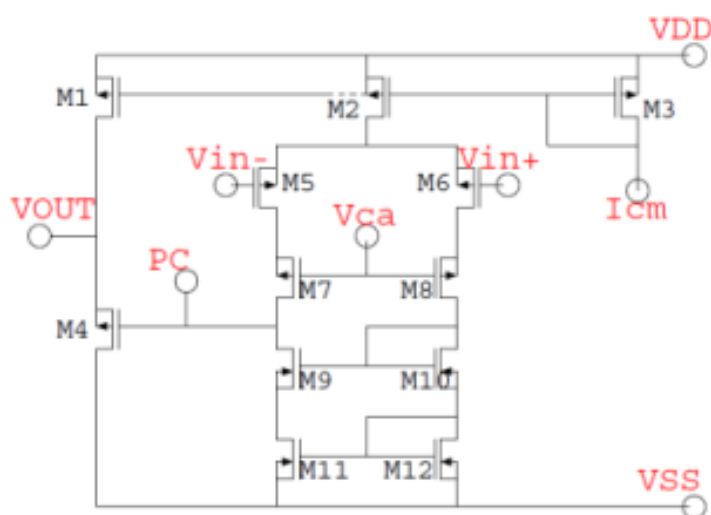 VDD
M1
M2
M3
Vin-
M5
M6
Vin+
VOUT
Vca
Icm
PC
M7
M8
M4
M9
M10
M11
M12
VSS